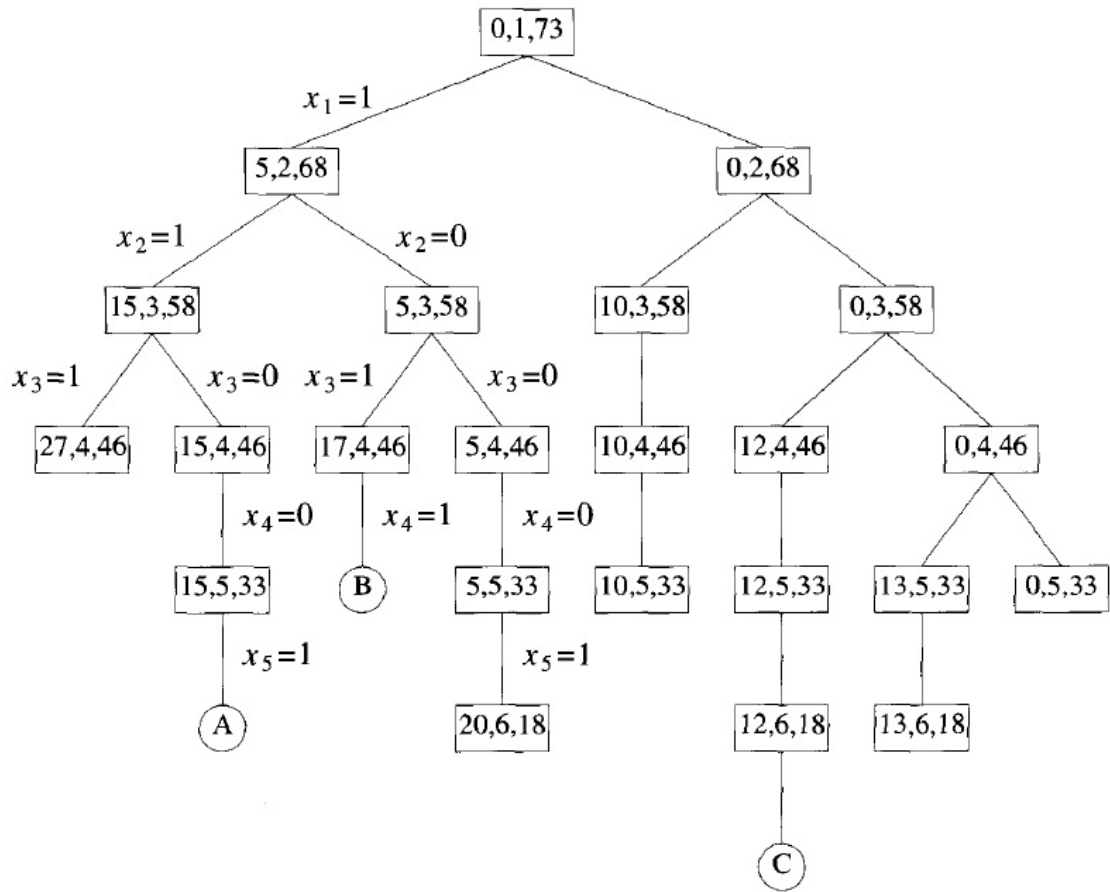 0,1,73
x1=1
5,2,68 0,2,68
x2=1 x2=0
15,3,58 5,3,58 10,3,58 0,3,58
x3=1 x3=0 x3=1 x3=0
27,4,46 15,4,46 17,4,46 5,4,46 10,4,46 12,4,46 0,4,46
x4=0 x4=1 x4=0
15,5,33 B 5,5,33 10,5,33 12,5,33 13,5,33 0,5,33
x5=1 x5=1
A 20,6,18 12,6,18 13,6,18
C